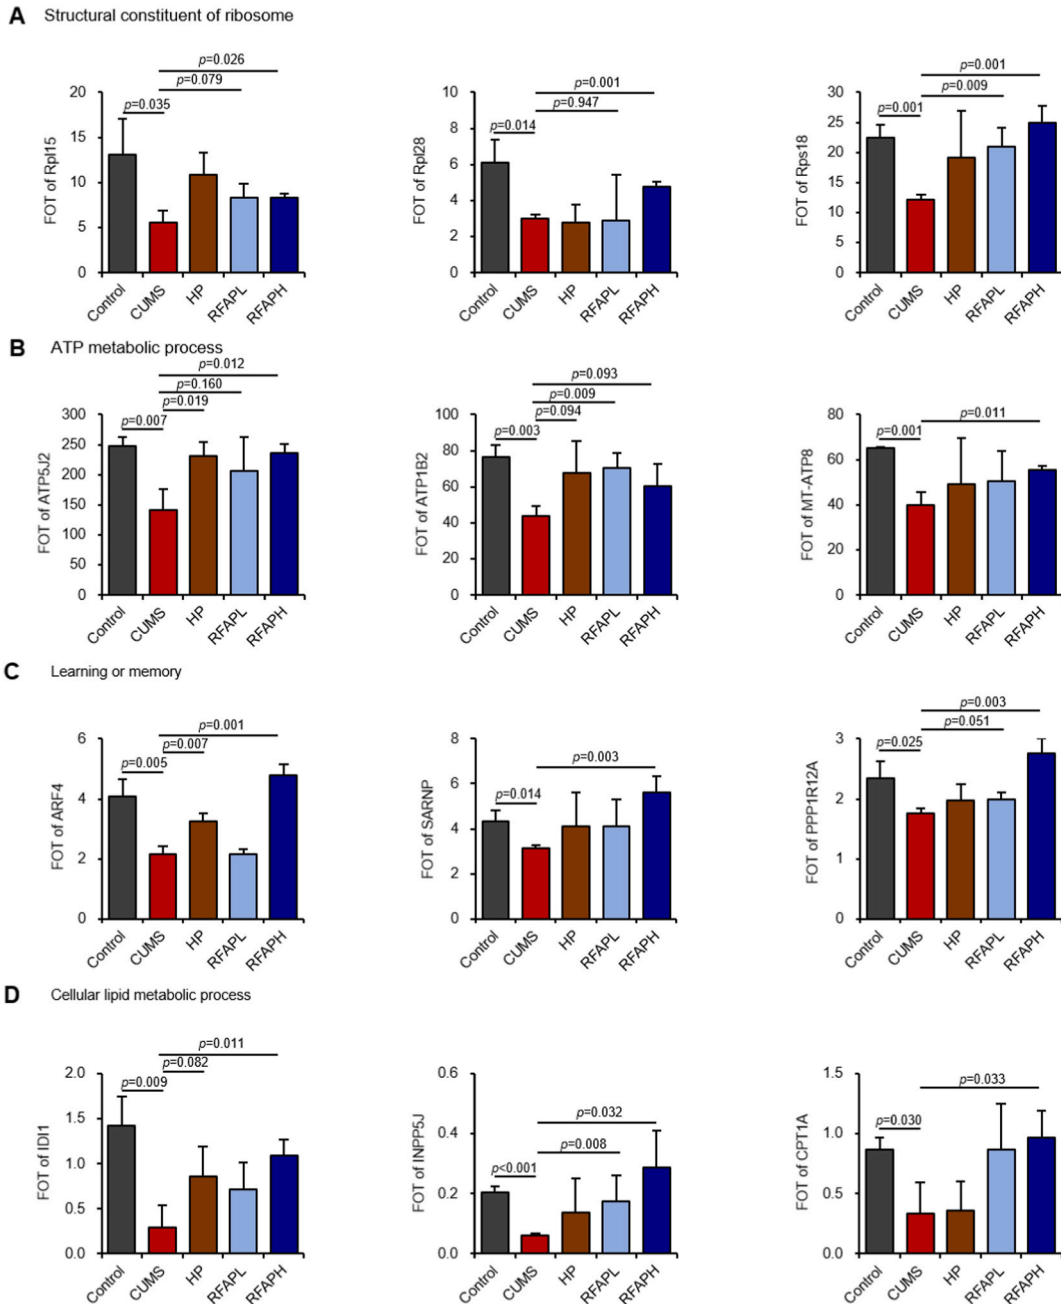 A Structural constituent of ribosome
p=0.026
p=0.079
p=0.035
FOT of Rpl15
20
15
10
5
0
Control
CUMS
HP
RFAPL
RFAPH
p=0.001
p=0.947
p=0.014
FOT of Rpl28
10
8
6
4
2
0
Control
CUMS
HP
RFAPL
RFAPH
p=0.001
p=0.009
p=0.001
FOT of Rps18
30
25
20
15
10
5
0
Control
CUMS
HP
RFAPL
RFAPH
B ATP metabolic process
p=0.012
p=0.160
p=0.019
p=0.007
FOT of ATP5J2
300
250
200
150
100
50
0
Control
CUMS
HP
RFAPL
RFAPH
p=0.093
p=0.009
p=0.094
p=0.003
FOT of ATP1B2
100
80
60
40
20
0
Control
CUMS
HP
RFAPL
RFAPH
p=0.011
p=0.001
FOT of MT-ATP8
80
60
40
20
0
Control
CUMS
HP
RFAPL
RFAPH
C Learning or memory
p=0.001
p=0.007
p=0.005
FOT of ARF4
6
4
2
0
Control
CUMS
HP
RFAPL
RFAPH
p=0.003
p=0.014
FOT of SARNP
8
6
4
2
0
Control
CUMS
HP
RFAPL
RFAPH
p=0.003
p=0.051
p=0.025
FOT of PPP1R12A
3
2
1
0
Control
CUMS
HP
RFAPL
RFAPH
D Cellular lipid metabolic process
p=0.011
p=0.082
p=0.009
FOT of IDI1
2.0
1.5
1.0
0.5
0.0
Control
CUMS
HP
RFAPL
RFAPH
p=0.032
p=0.008
p<0.001
FOT of INPP5J
0.6
0.4
0.2
0.0
Control
CUMS
HP
RFAPL
RFAPH
p=0.033
p=0.030
FOT of CPT1A
1.5
1.0
0.5
0.0
Control
CUMS
HP
RFAPL
RFAPH